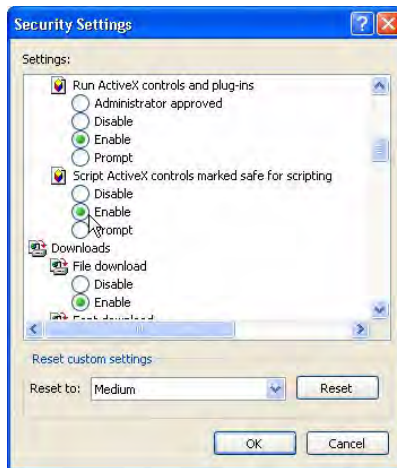 Security Settings
Settings:
Run ActiveX controls and plug-ins
Administrator approved
Disable
Enable
Prompt
Script ActiveX controls marked safe for scripting
Disable
Enable
Prompt
Downloads
File download
Disable
Enable
Font download
Reset custom settings
Reset to: Medium Reset
OK Cancel